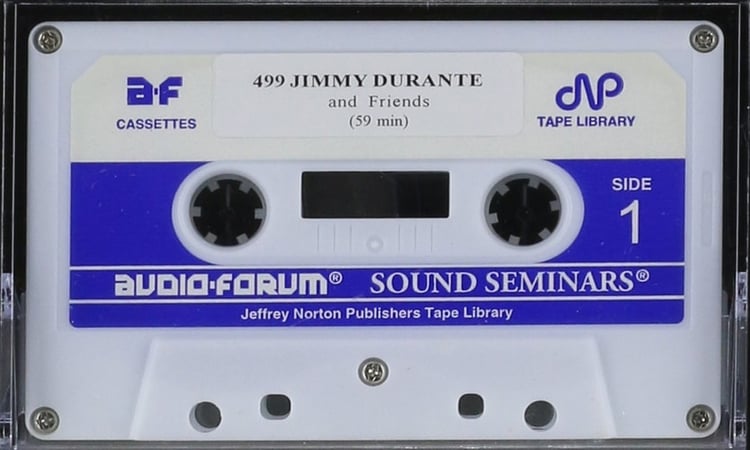 499 JIMMY DURANTE
and Friends
(59 min)
a·f
CASSETTES
JNP
TAPE LIBRARY
SIDE
1
AUDIO·FORUM® SOUND SEMINARS®
Jeffrey Norton Publishers Tape Library